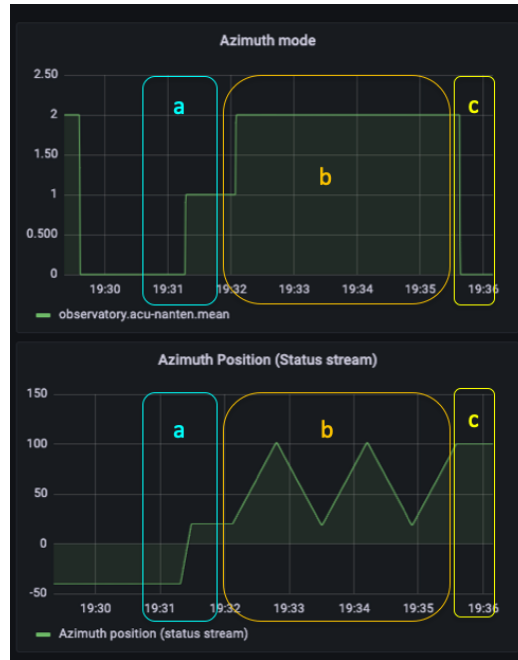 Azimuth mode
2.50
2
1.50
1
0.500
0
19:30 19:31 19:32 19:33 19:34 19:35 19:36
a
b
c
observatory.acu-nanten.mean
Azimuth Position (Status stream)
150
100
50
0
-50
19:30 19:31 19:32 19:33 19:34 19:35 19:36
a
b
c
Azimuth position (status stream)